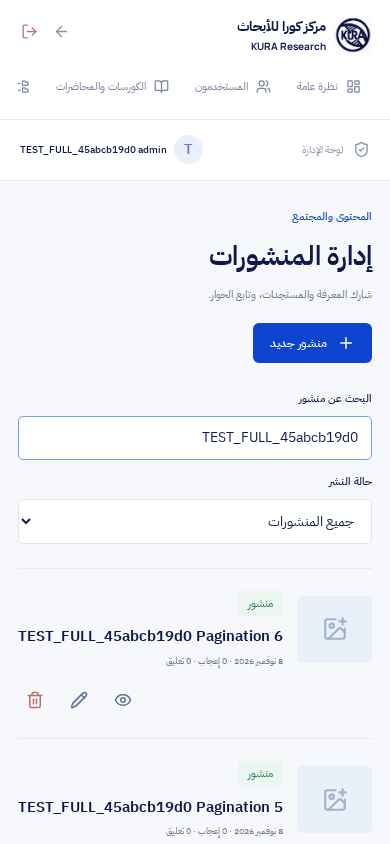 مركز كورا للأبحاث
KURA Research
KURA
نظرة عامة
المستخدمون
الكورسات والمحاضرات
لوحة الإدارة
T
TEST_FULL_45abcb19d0 admin
المحتوى والمجتمع
إدارة المنشورات
شارك المعرفة والمستجدات، وتابع الحوار.
منشور جديد
البحث عن منشور
TEST_FULL_45abcb19d0
حالة النشر
جميع المنشورات
منشور
TEST_FULL_45abcb19d0 Pagination 6
8 نوفمبر 2026 · 0 إعجاب · 0 تعليق
منشور
TEST_FULL_45abcb19d0 Pagination 5
8 نوفمبر 2026 · 0 إعجاب · 0 تعليق